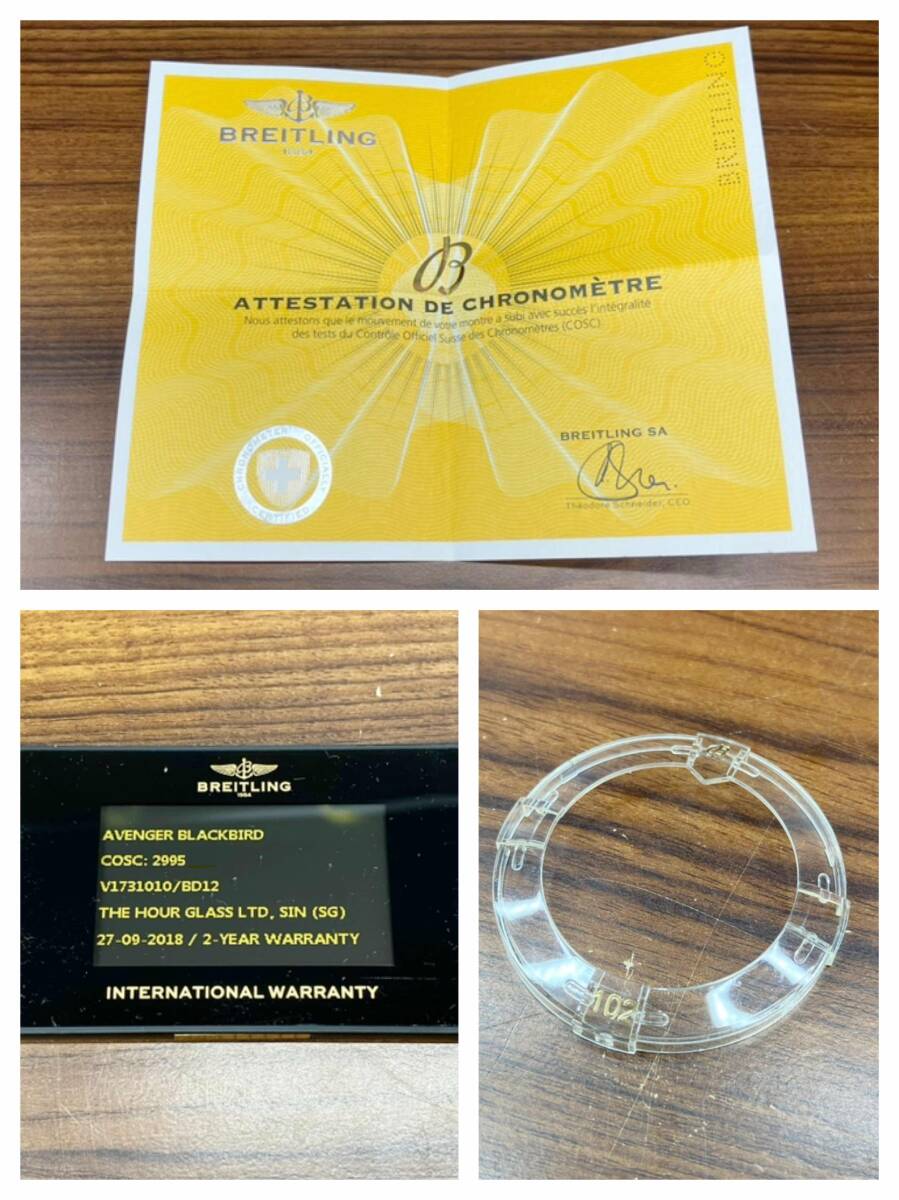 BREITLING
1884
BREITLING
B
ATTESTATION DE CHRONOMÈTRE
Nous attestons que le mouvement de votre montre a subi avec succès l'intégralité
des tests du Contrôle Officiel Suisse des Chronomètres (COSC)
CHRONOMETER OFFICIALLY CERTIFIED
BREITLING SA
Théodore Schneider, CEO
BREITLING
1884
AVENGER BLACKBIRD
COSC: 2995
V1731010/BD12
THE HOUR GLASS LTD, SIN (SG)
27-09-2018 / 2-YEAR WARRANTY
INTERNATIONAL WARRANTY
B
102